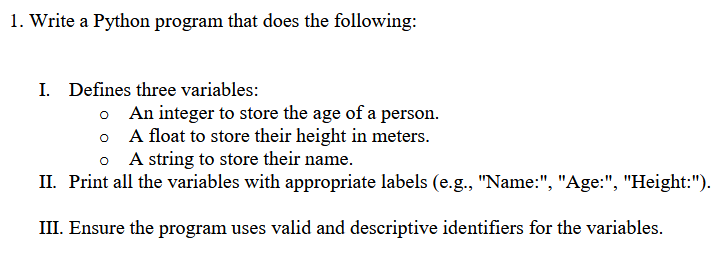 1. Write a Python program that does the following:
I. Defines three variables:
o An integer to store the age of a person.
o A float to store their height in meters.
o A string to store their name.
II. Print all the variables with appropriate labels (e.g., "Name:", "Age:", "Height:").
III. Ensure the program uses valid and descriptive identifiers for the variables.